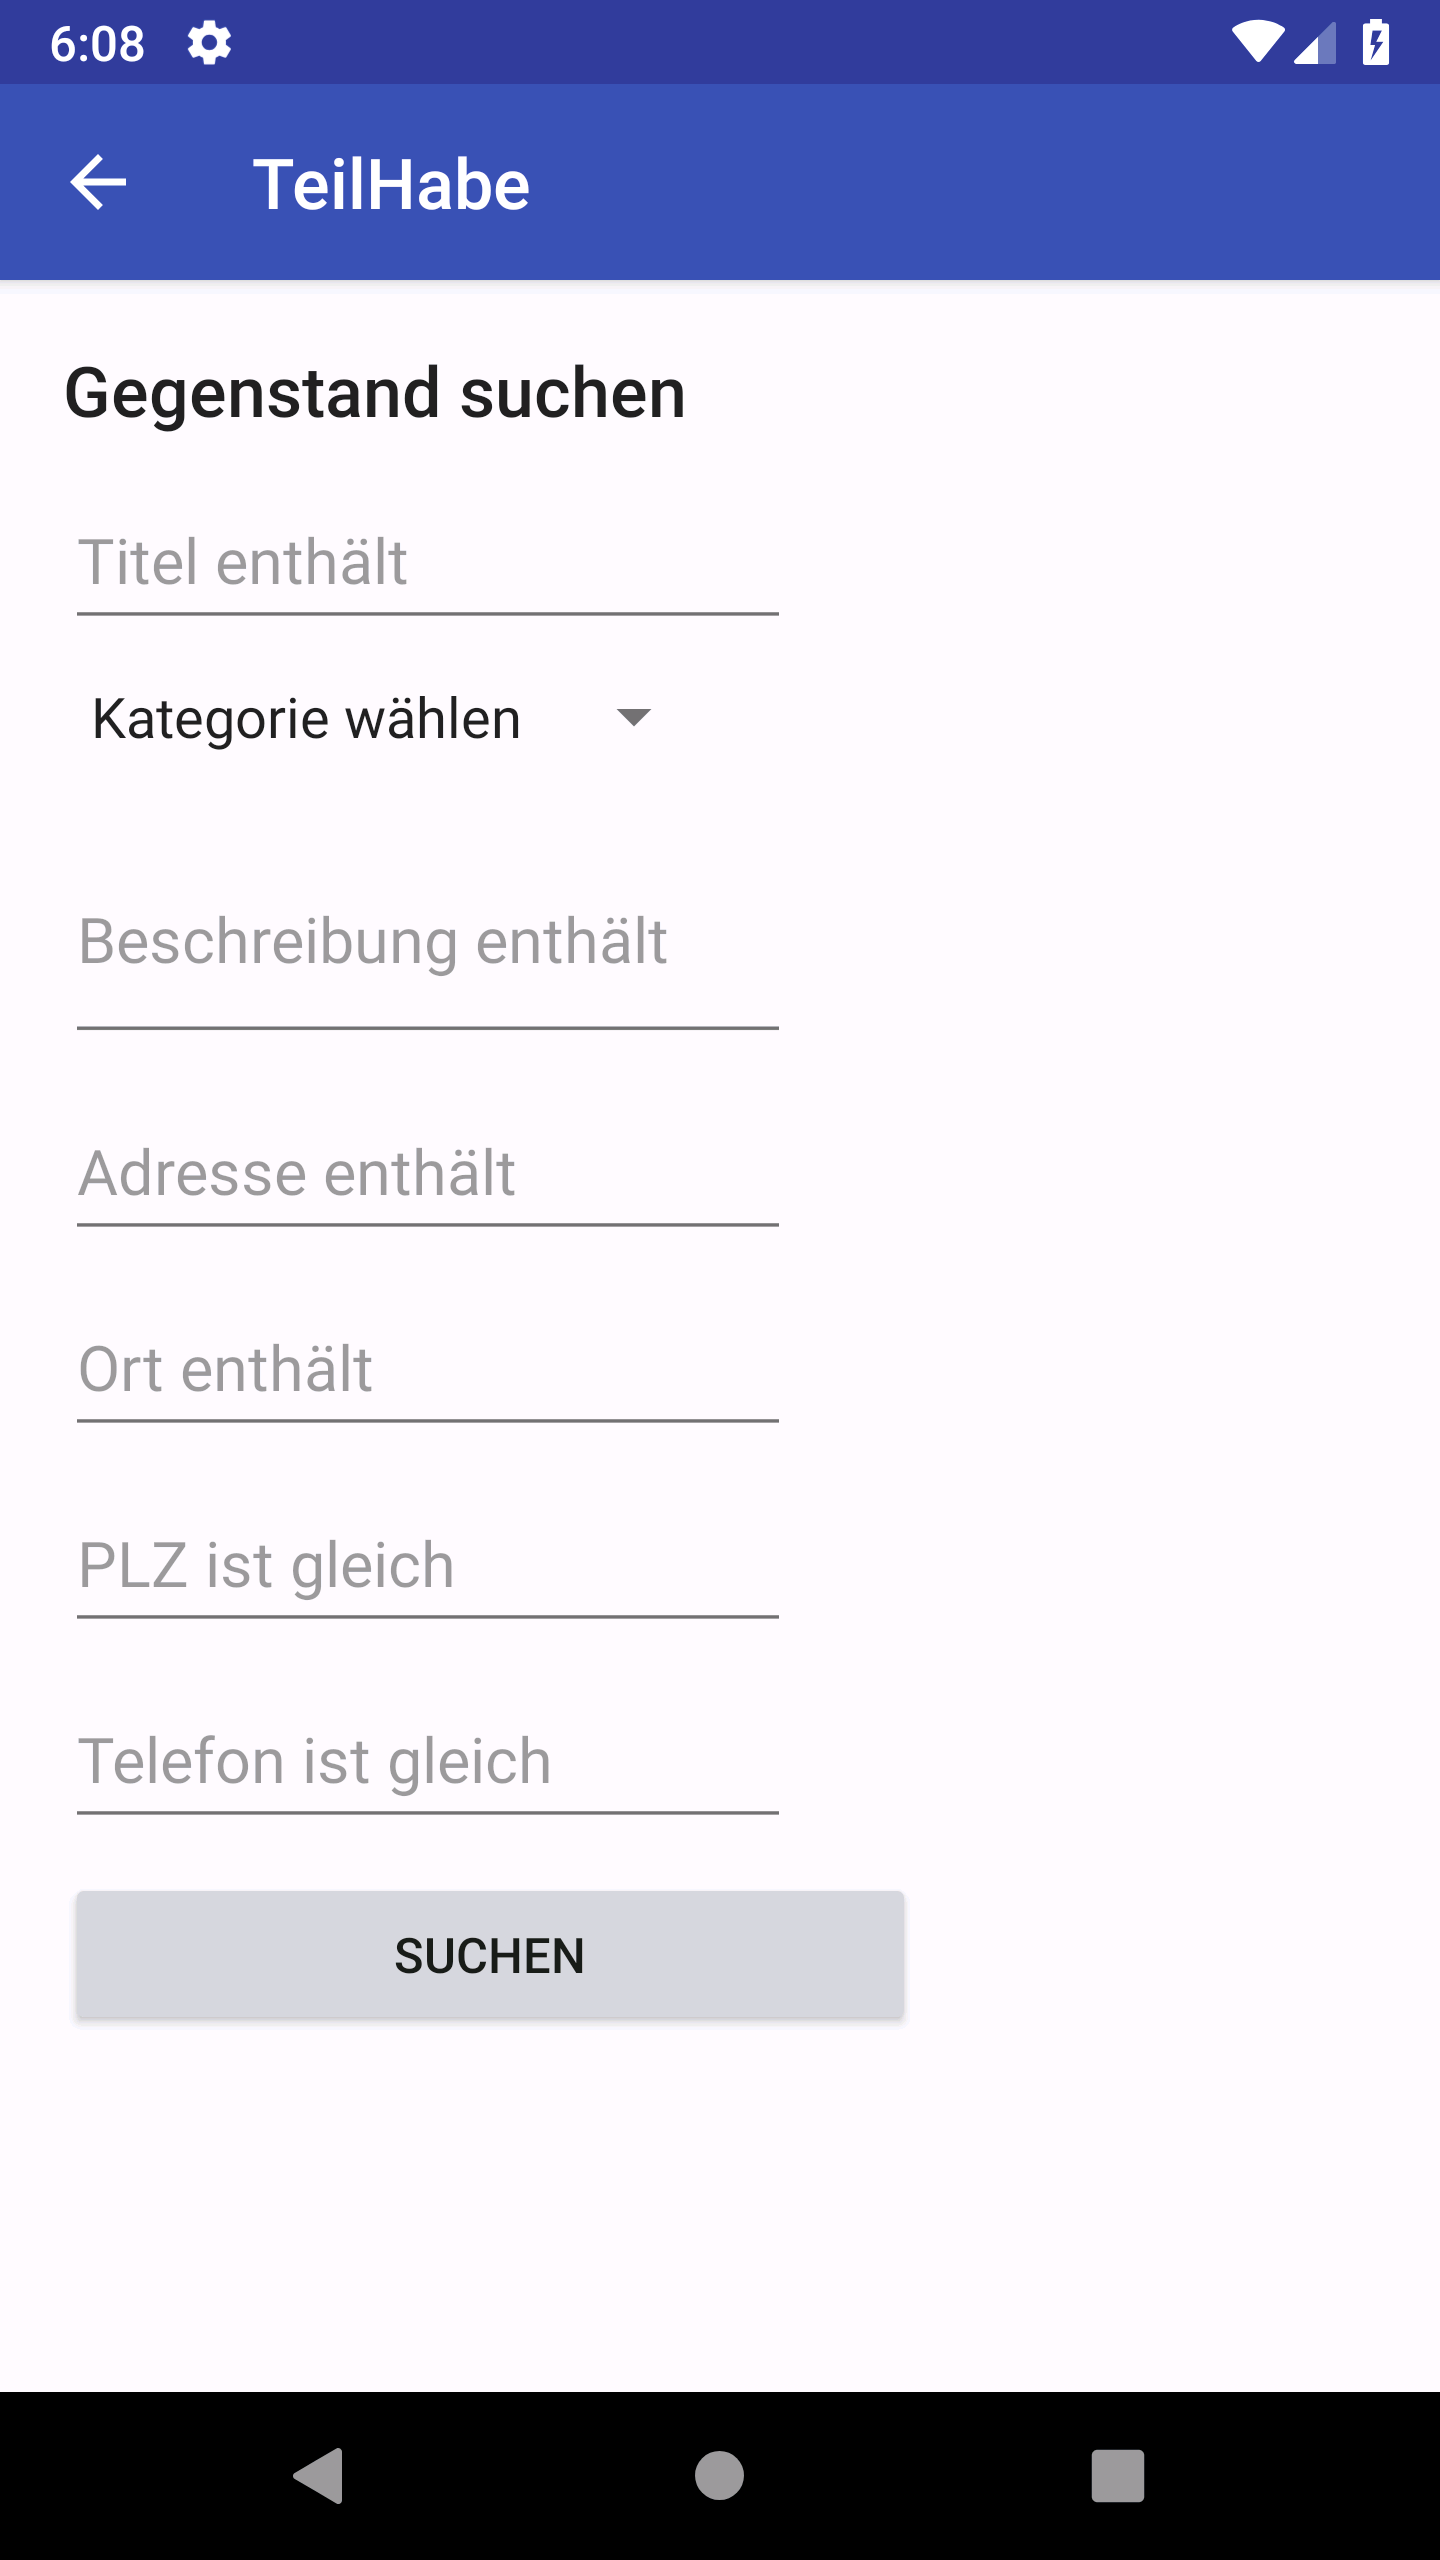 6:08
TeilHabe
Gegenstand suchen
Titel enthält
Kategorie wählen
Beschreibung enthält
Adresse enthält
Ort enthält
PLZ ist gleich
Telefon ist gleich
SUCHEN